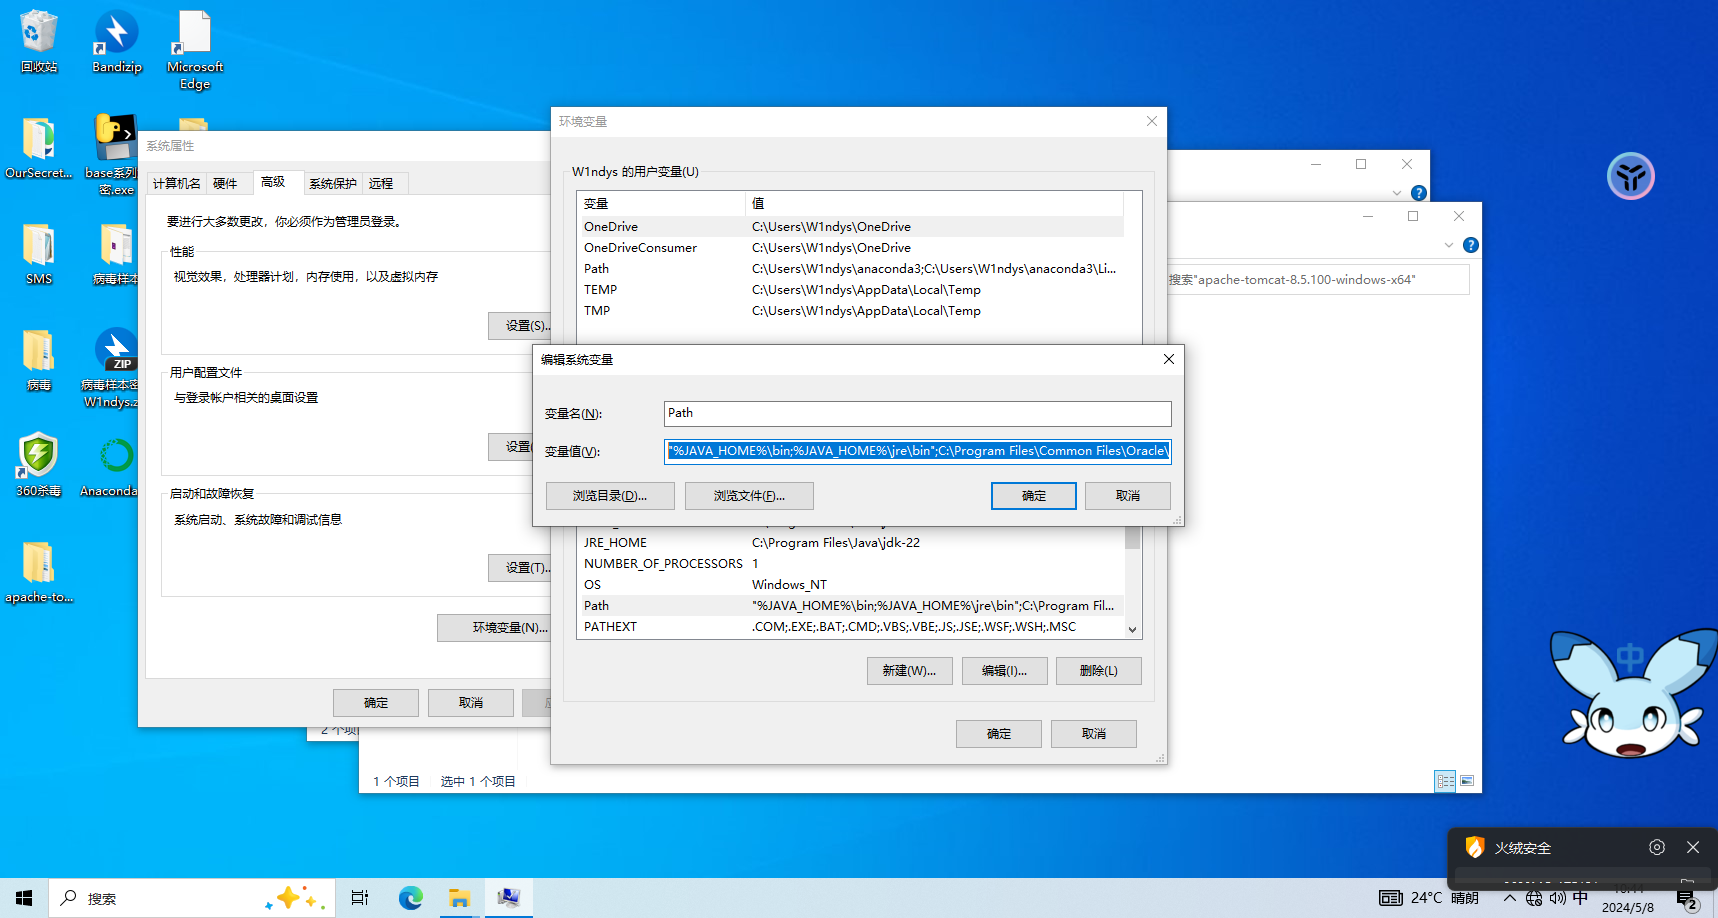 回收站
Bandizip
Microsoft
Edge
OurSecret...
base系列
密.exe
SMS
病毒样本
病毒
病毒样本密
W1ndys.z
ZIP
360杀毒
Anaconda
apache-to...
系统属性
计算机名
硬件
高级
系统保护
远程
要进行大多数更改，你必须作为管理员登录。
性能
视觉效果，处理器计划，内存使用，以及虚拟内存
设置(S)..
用户配置文件
与登录帐户相关的桌面设置
设置(
启动和故障恢复
系统启动、系统故障和调试信息
设置(T)..
环境变量(N)...
确定
取消
2 个项
1 个项目
选中 1 个项目
环境变量
W1ndys 的用户变量(U)
变量
值
OneDrive
C:\Users\W1ndys\OneDrive
OneDriveConsumer
C:\Users\W1ndys\OneDrive
Path
C:\Users\W1ndys\anaconda3;C:\Users\W1ndys\anaconda3\Li...
TEMP
C:\Users\W1ndys\AppData\Local\Temp
TMP
C:\Users\W1ndys\AppData\Local\Temp
编辑系统变量
变量名(N):
Path
变量值(V):
"%JAVA_HOME%\bin;%JAVA_HOME%\jre\bin";C:\Program Files\Common Files\Oracle\
浏览目录(D)...
浏览文件(F)...
确定
取消
JRE_HOME
C:\Program Files\Java\jdk-22
NUMBER_OF_PROCESSORS
1
OS
Windows_NT
Path
"%JAVA_HOME%\bin;%JAVA_HOME%\jre\bin";C:\Program Fil...
PATHEXT
.COM;.EXE;.BAT;.CMD;.VBS;.VBE;.JS;.JSE;.WSF;.WSH;.MSC
新建(W)...
编辑(I)...
删除(L)
确定
取消
搜索"apache-tomcat-8.5.100-windows-x64"
中
火绒安全
搜索
24°C
晴朗
中
2024/5/8
2